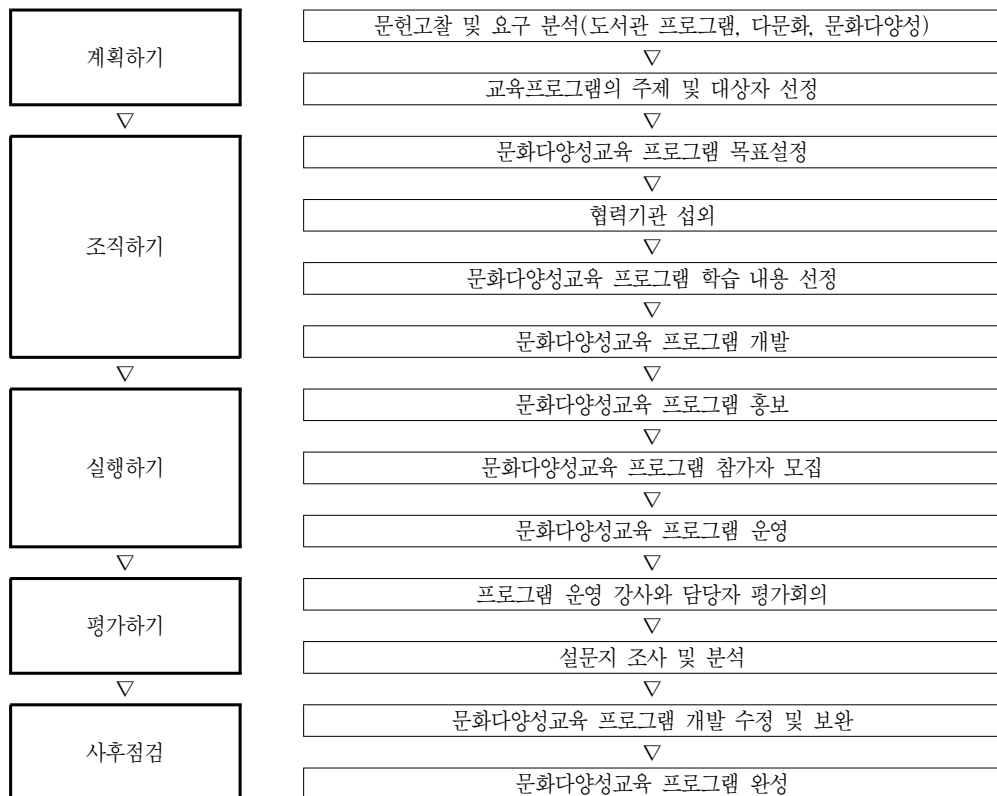 계획하기
문헌고찰 및 요구 분석(도서관 프로그램, 다문화, 문화다양성)
▽
교육프로그램의 주제 및 대상자 선정
▽
▽
조직하기
문화다양성교육 프로그램 목표설정
▽
협력기관 섭외
▽
문화다양성교육 프로그램 학습 내용 선정
▽
문화다양성교육 프로그램 개발
▽
▽
실행하기
문화다양성교육 프로그램 홍보
▽
문화다양성교육 프로그램 참가자 모집
▽
문화다양성교육 프로그램 운영
▽
▽
평가하기
프로그램 운영 강사와 담당자 평가회의
▽
설문지 조사 및 분석
▽
▽
사후점검
문화다양성교육 프로그램 개발 수정 및 보완
▽
문화다양성교육 프로그램 완성